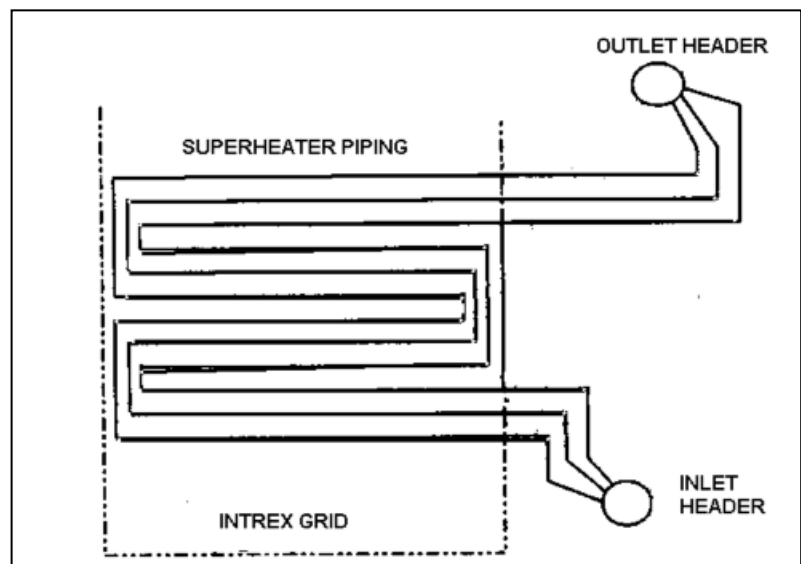 OUTLET HEADER
SUPERHEATER PIPING
INLET
HEADER
INTREX GRID